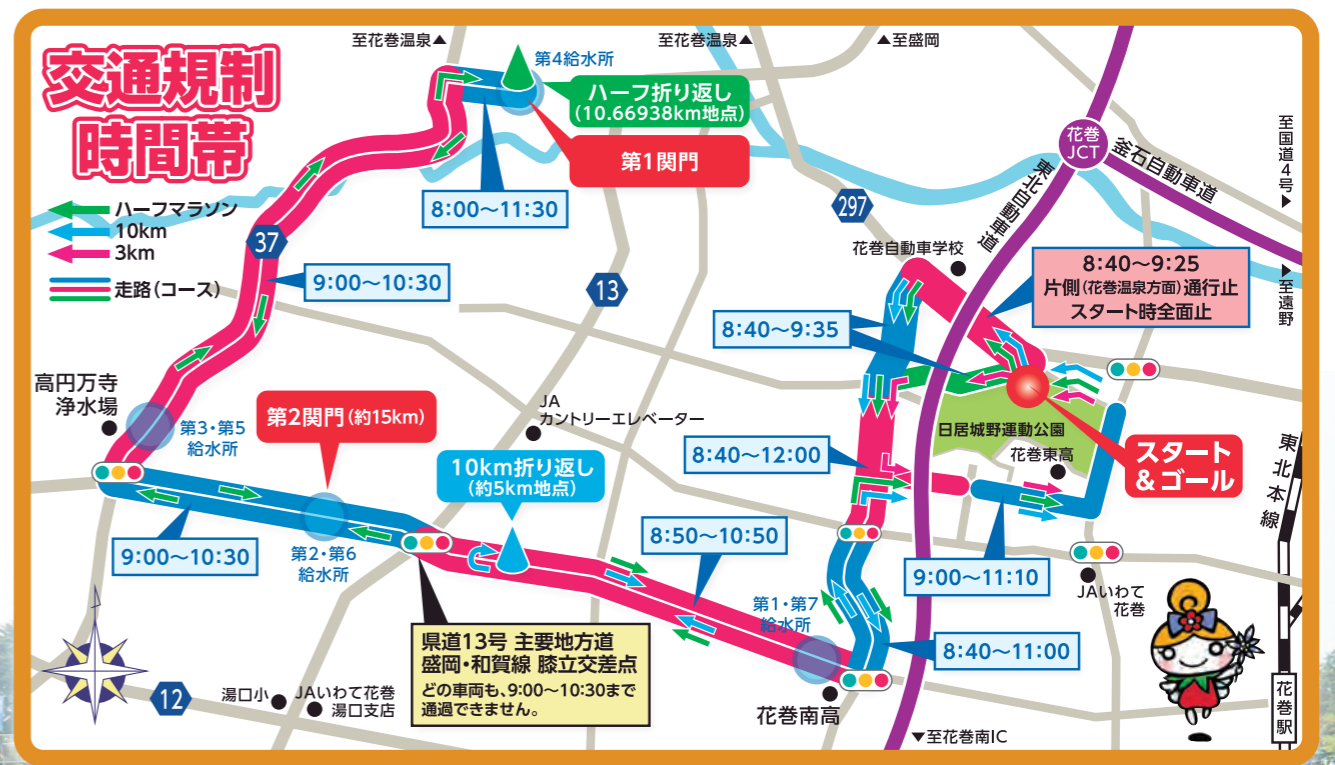 交通規制
時間帯
ハーフマラソン
10km
3km
走路(コース)
至花巻温泉▲
至花巻温泉▲
▲至盛岡
第4給水所
ハーフ折り返し
(10.66938km地点)
第1関門
8:00〜11:30
37
9:00〜10:30
13
297
花巻自動車学校
花巻
JCT
釜石自動車道
東北自動車道
至国道4号▶
▶至遠野
8:40〜9:25
片側(花巻温泉方面)通行止
スタート時全面止
8:40〜9:35
高円万寺
浄水場
第3・第5
給水所
第2関門(約15km)
JA
カントリーエレベーター
10km折り返し
(約5km地点)
8:40〜12:00
日居城野運動公園
花巻東高
スタート
&ゴール
東北本線
9:00〜10:30
第2・第6
給水所
8:50〜10:50
9:00〜11:10
JAいわて
花巻
第1・第7
給水所
8:40〜11:00
県道13号 主要地方道
盛岡・和賀線 膝立交差点
どの車両も、9:00〜10:30まで
通過できません。
12
湯口小
JAいわて花巻
湯口支店
花巻南高
▼至花巻南IC
花巻駅